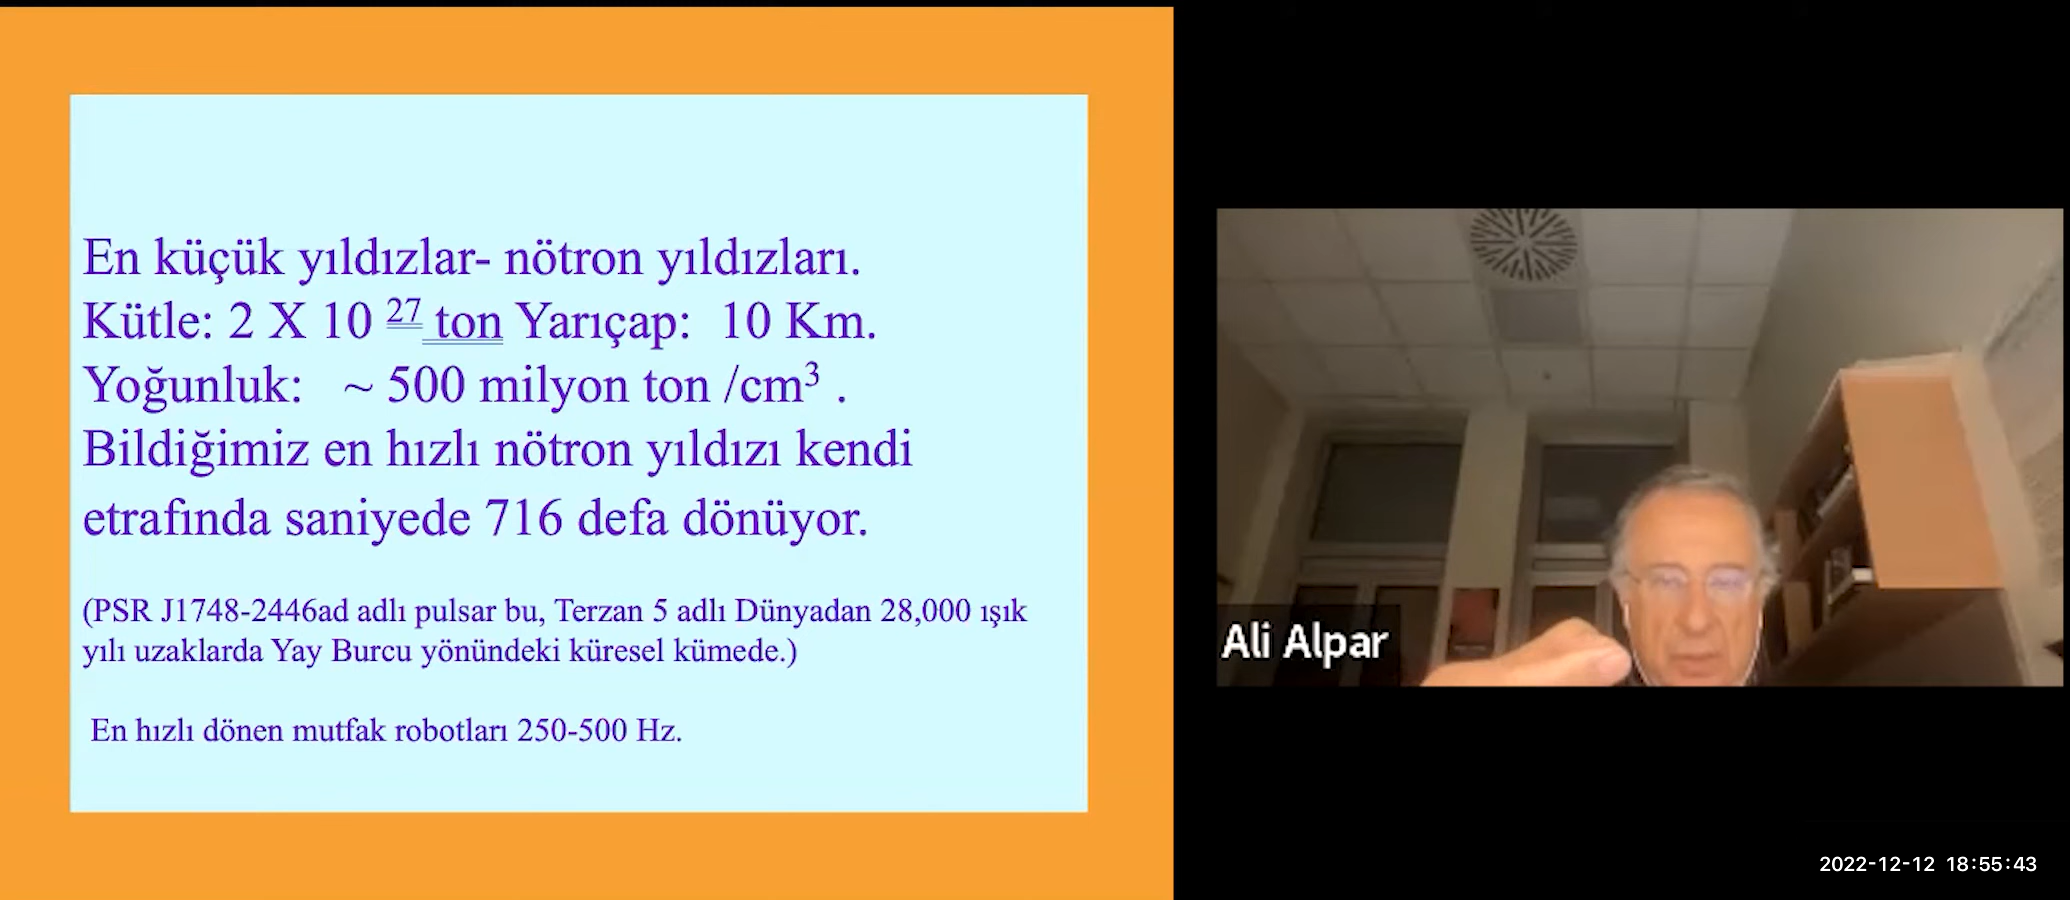 En küçük yıldızlar- nötron yıldızları.
Kütle: 2 X 10 ²⁷ ton Yarıçap: 10 Km.
Yoğunluk: ~ 500 milyon ton /cm³ .
Bildiğimiz en hızlı nötron yıldızı kendi
etrafında saniyede 716 defa dönüyor.
(PSR J1748-2446ad adlı pulsar bu, Terzan 5 adlı Dünyadan 28,000 ışık
yılı uzaklarda Yay Burcu yönündeki küresel kümede.)
En hızlı dönen mutfak robotları 250-500 Hz.
Ali Alpar
2022-12-12 18:55:43